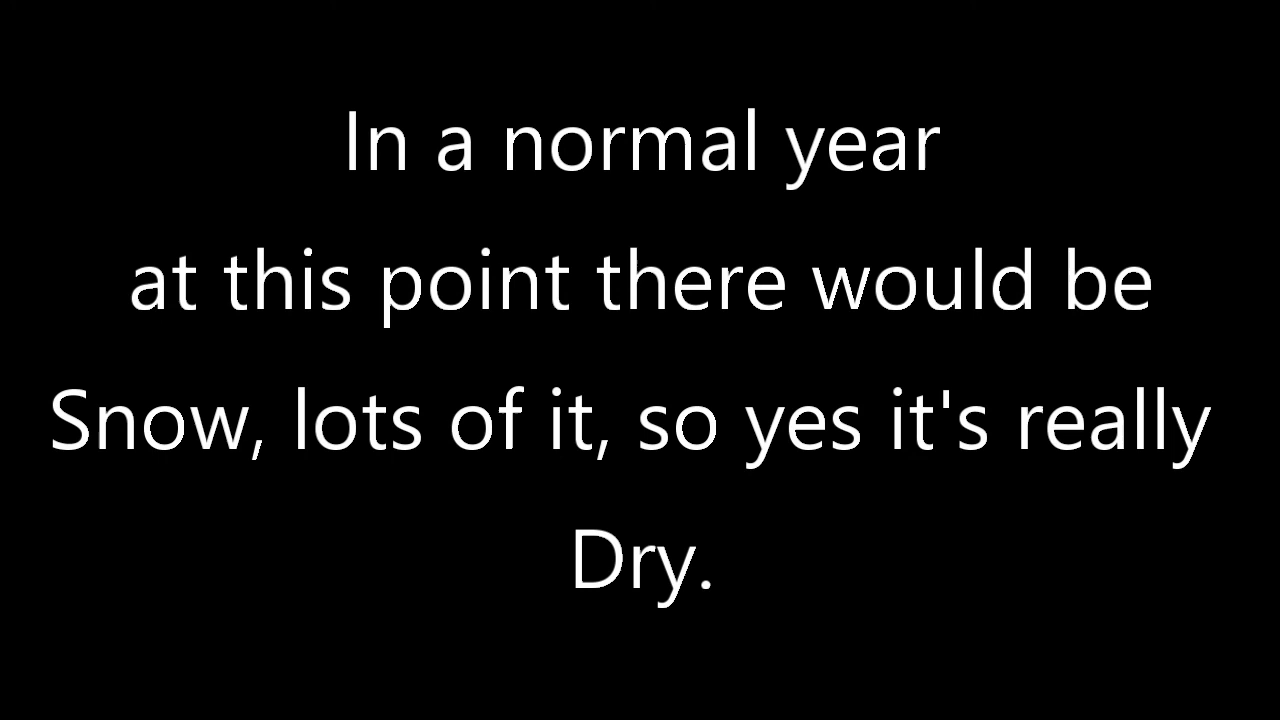 In a normal year
at this point there would be
Snow, lots of it, so yes it's really
Dry.